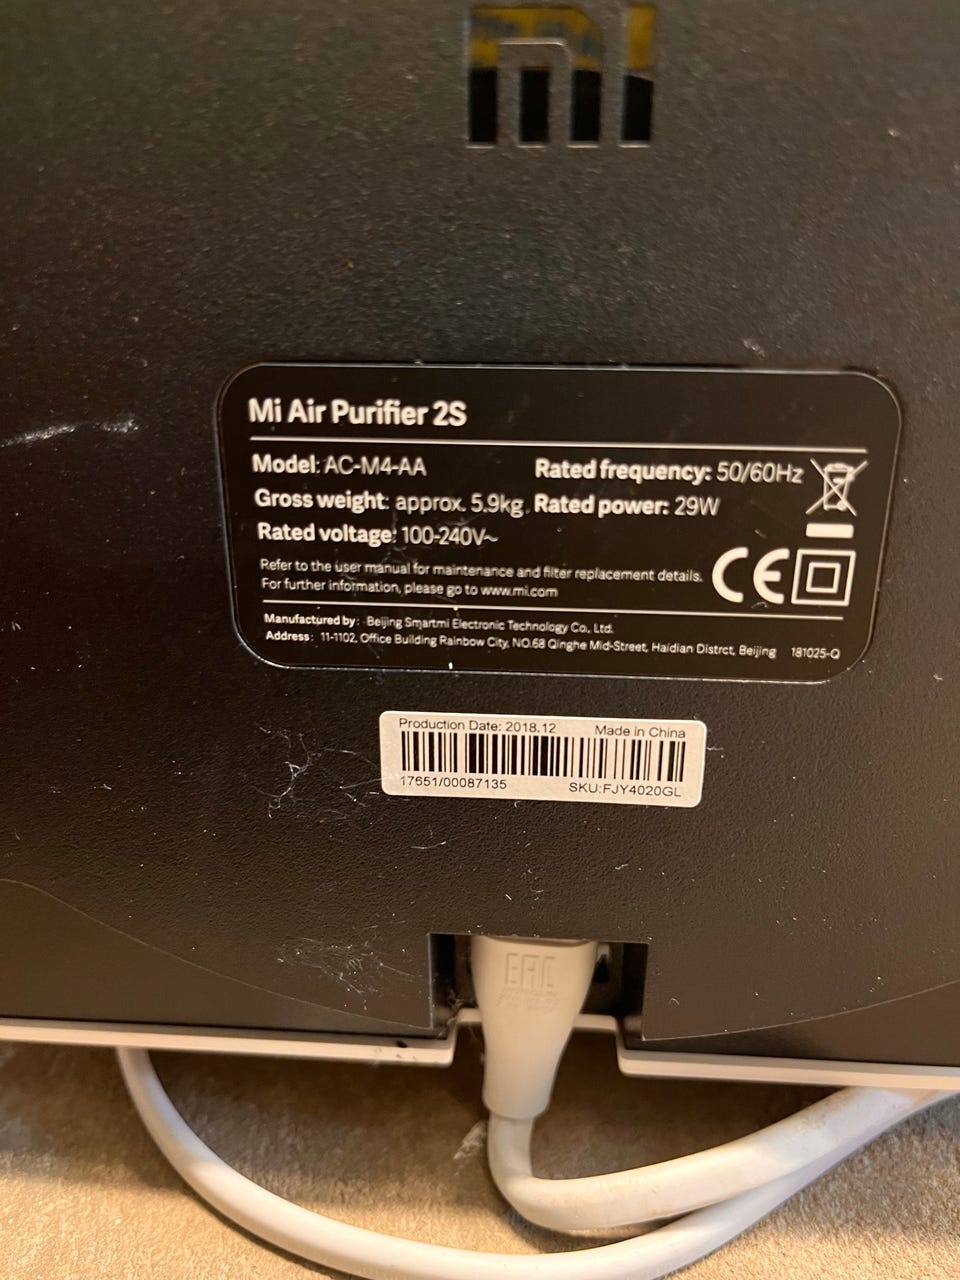 mi
Mi Air Purifier 2S
Model: AC-M4-AA Rated frequency: 50/60Hz
Gross weight: approx. 5.9kg Rated power: 29W
Rated voltage: 100-240V~
Refer to the user manual for maintenance and filter replacement details.
For further information, please go to www.mi.com
CE
Manufactured by: Beijing Smartmi Electronic Technology Co., Ltd.
Address: 11-1102, Office Building Rainbow City, NO.68 Qinghe Mid-Street, Haidian Distrct, Beijing 181025-Q
Production Date: 2018.12 Made in China
17651/00087135 SKU:FJY4020GL
EAC